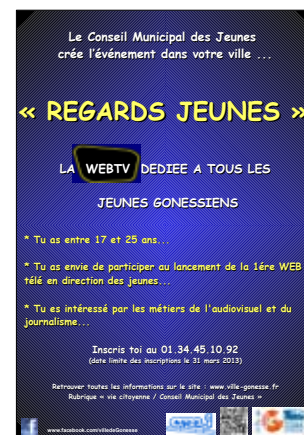 Le Conseil Municipal des Jeunes
crée l'événement dans votre ville ...
« REGARDS JEUNES »
LA WEBTV DEDIEE A TOUS LES
JEUNES GONESSIENS
* Tu as entre 17 et 25 ans...
* Tu as envie de participer au lancement de la 1ére WEB
télé en direction des jeunes...
* Tu es intéressé par les métiers de l'audiovisuel et du
journalisme...
Inscris toi au 01.34.45.10.92
(date limite des inscriptions le 31 mars 2013)
Retrouver toutes les informations sur le site : www.ville-gonesse.fr
Rubrique « vie citoyenne / Conseil Municipal des Jeunes »
www.facebook.com/villedeGonesse